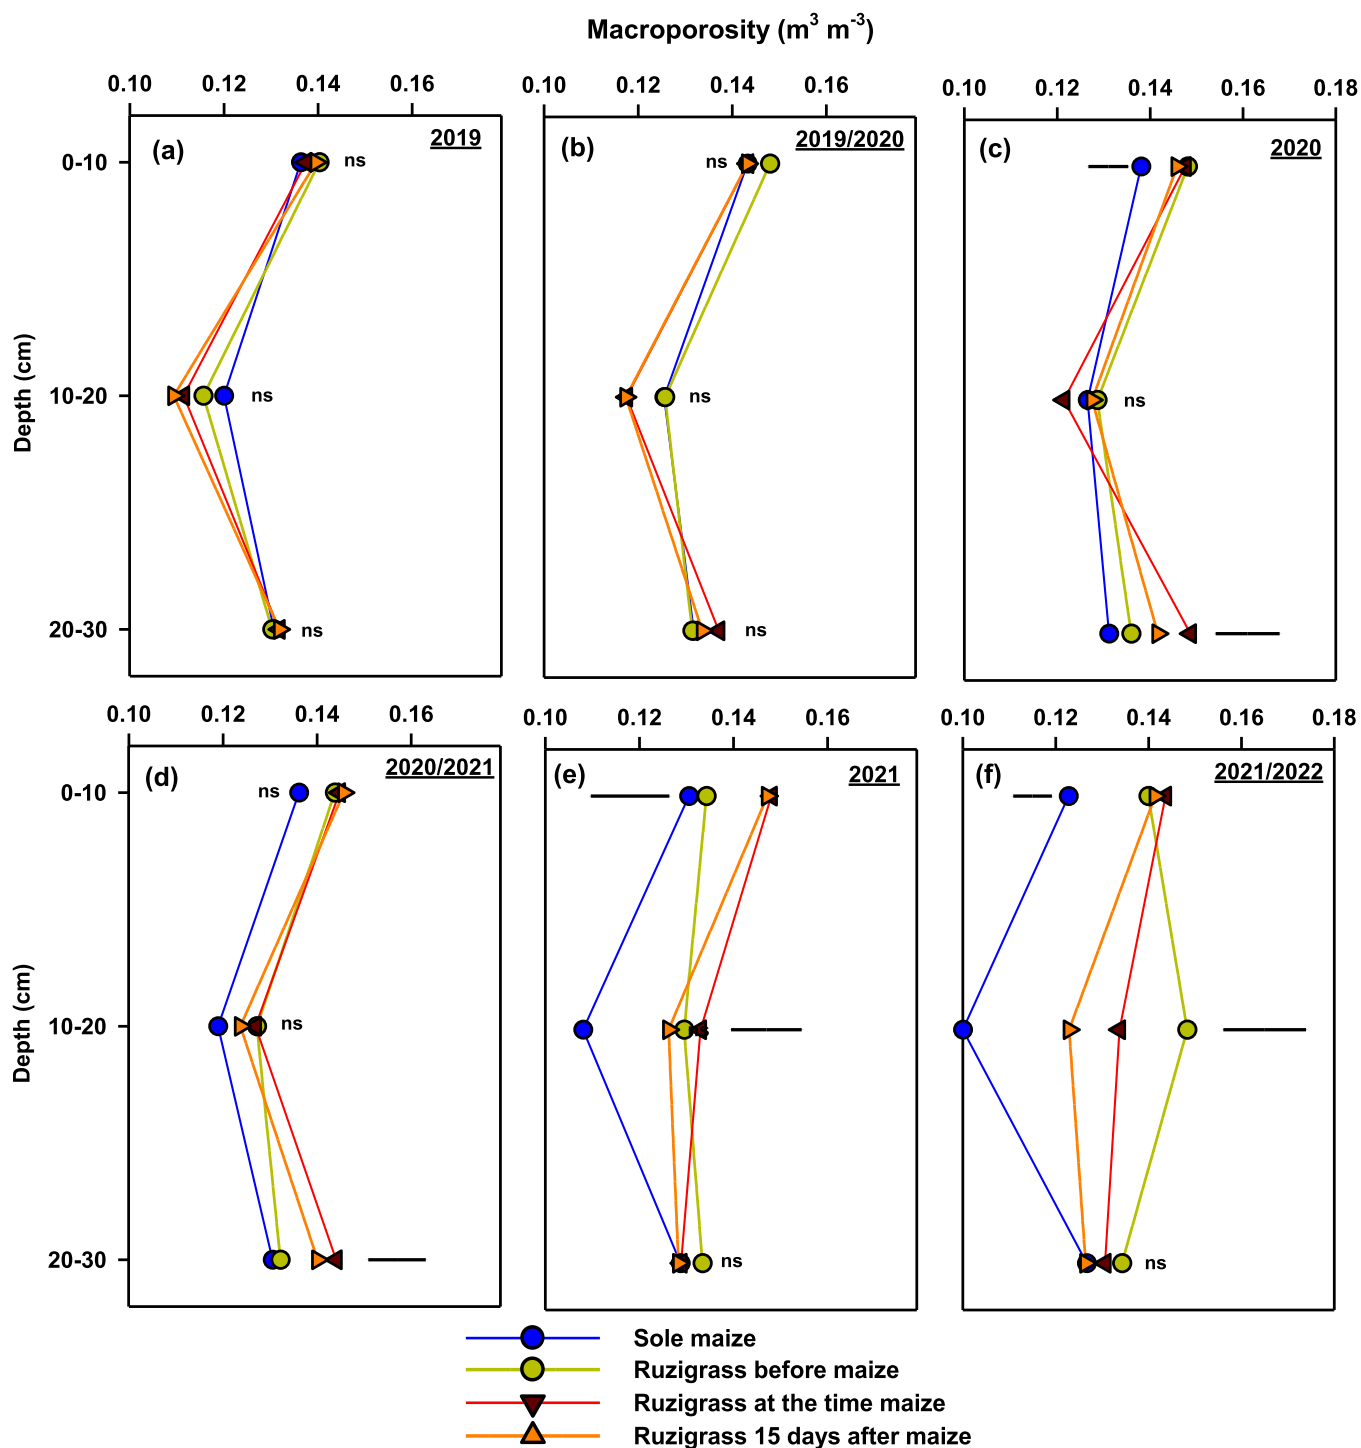 Macroporosity (m³ m⁻³)
0.10 0.12 0.14 0.16
0.10 0.12 0.14 0.16
0.10 0.12 0.14 0.16 0.18
(a) 2019
(b) 2019/2020
(c) 2020
0-10 ns
ns
10-20 ns
ns
ns
20-30 ns
ns
Depth (cm)
0.10 0.12 0.14 0.16
0.10 0.12 0.14 0.16
0.10 0.12 0.14 0.16 0.18
(d) 2020/2021
(e) 2021
(f) 2021/2022
0-10 ns
10-20 ns
ns
20-30
ns
ns
Depth (cm)
Sole maize
Ruzigrass before maize
Ruzigrass at the time maize
Ruzigrass 15 days after maize